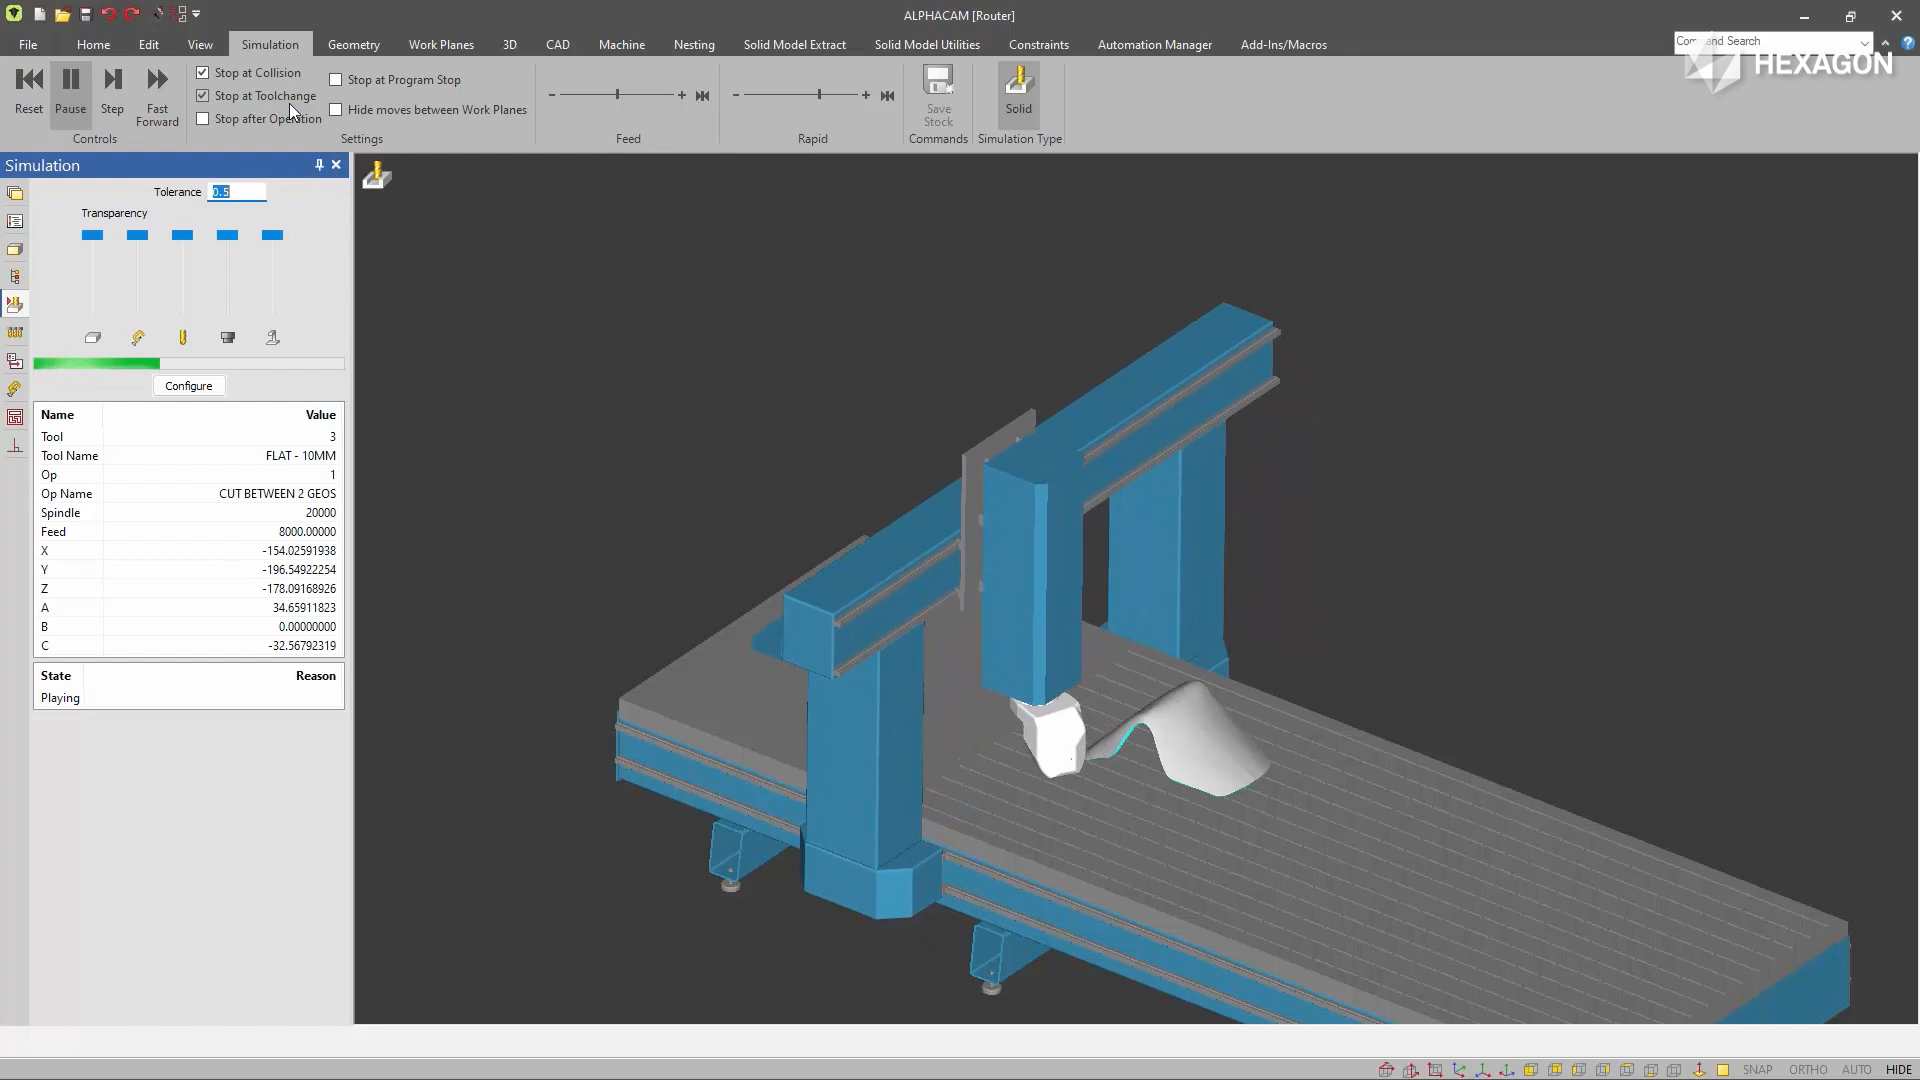 ALPHACAM [Router]
File Home Edit View Simulation Geometry Work Planes 3D CAD Machine Nesting Solid Model Extract Solid Model Utilities Constraints Automation Manager Add-Ins/Macros
Command Search
HEXAGON
Reset Pause Step Fast Forward
Controls
Stop at Collision
Stop at Toolchange
Stop after Operation
Stop at Program Stop
Hide moves between Work Planes
Settings
Feed
Rapid
Save Stock
Commands
Solid
Simulation Type
Simulation
Tolerance 0.5
Transparency
Configure
Name Value
Tool 3
Tool Name FLAT - 10MM
Op 1
Op Name CUT BETWEEN 2 GEOS
Spindle 20000
Feed 8000.00000
X -154.02591938
Y -196.54922254
Z -178.09168926
A 34.65911823
B 0.00000000
C -32.56792319
State Reason
Playing
SNAP ORTHO AUTO HIDE